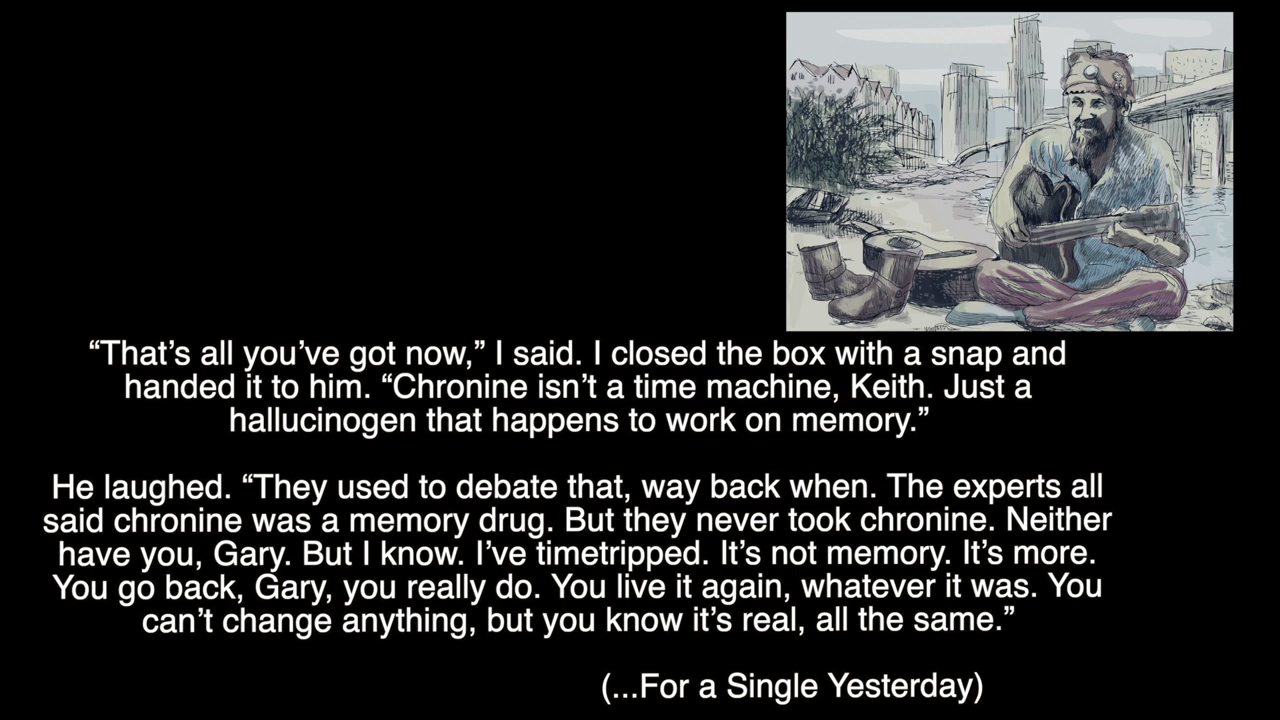 “That’s all you’ve got now,” I said. I closed the box with a snap and
handed it to him. “Chronine isn’t a time machine, Keith. Just a
hallucinogen that happens to work on memory.”
He laughed. “They used to debate that, way back when. The experts all
said chronine was a memory drug. But they never took chronine. Neither
have you, Gary. But I know. I’ve timetripped. It’s not memory. It’s more.
You go back, Gary, you really do. You live it again, whatever it was. You
can’t change anything, but you know it’s real, all the same.”
(...For a Single Yesterday)